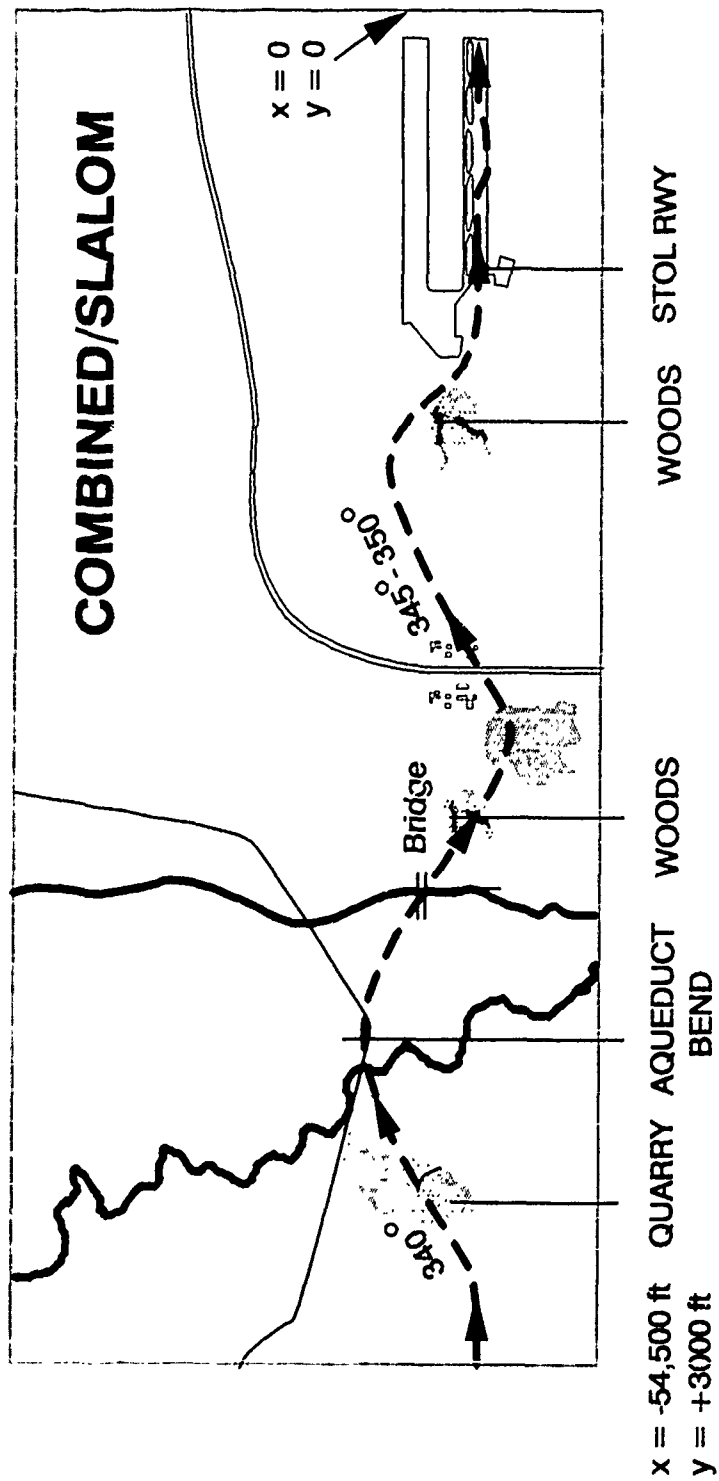 COMBINED/SLALOM
x = 0
y = 0
340°
Bridge
345° - 350°
x = -54,500 ft
y = +3000 ft
QUARRY
AQUEDUCT
BEND
WOODS
WOODS
STOL RWY